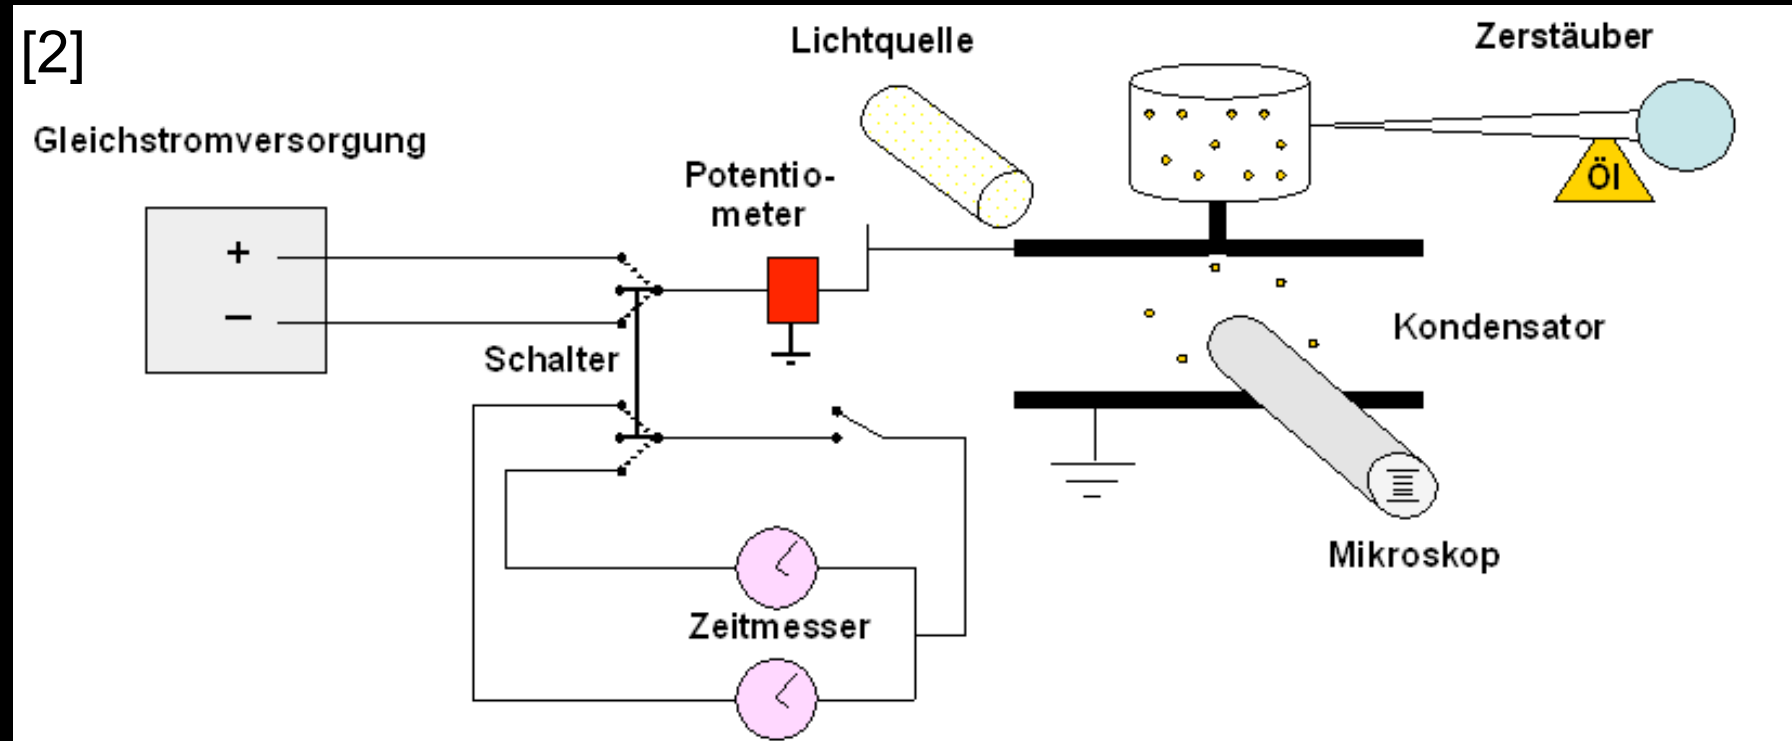 [2]
Lichtquelle
Zerstäuber
Gleichstromversorgung
Potentio-
meter
Öl
+
−
Kondensator
Schalter
Mikroskop
Zeitmesser